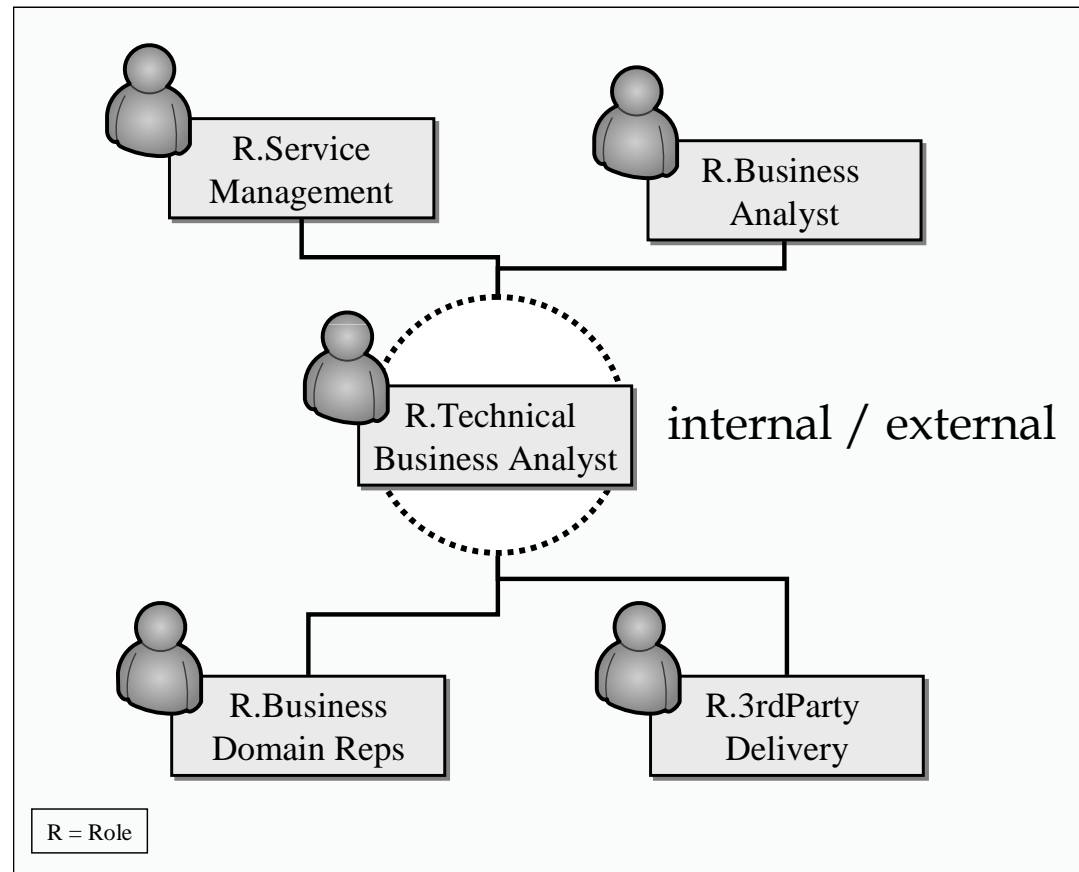 R.Service
Management
R.Business
Analyst
R.Technical
Business Analyst
internal / external
R.Business
Domain Reps
R.3rdParty
Delivery
R = Role